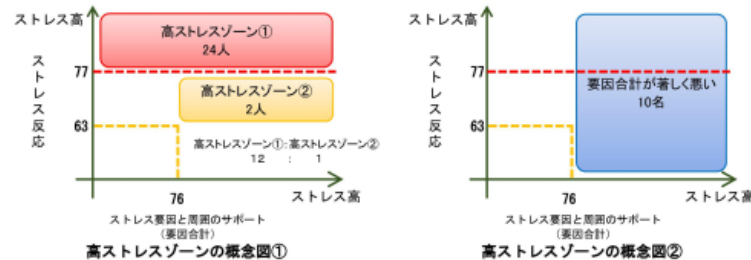 ストレス高
高ストレスゾーン①
24人
77
高ストレスゾーン②
2人
ストレス反応
63
高ストレスゾーン①:高ストレスゾーン②
12 : 1
76
ストレス高
ストレス要因と周囲のサポート
(要因合計)
高ストレスゾーンの概念図①
ストレス高
77
要因合計が著しく悪い
10名
ストレス反応
63
76
ストレス高
ストレス要因と周囲のサポート
(要因合計)
高ストレスゾーンの概念図②